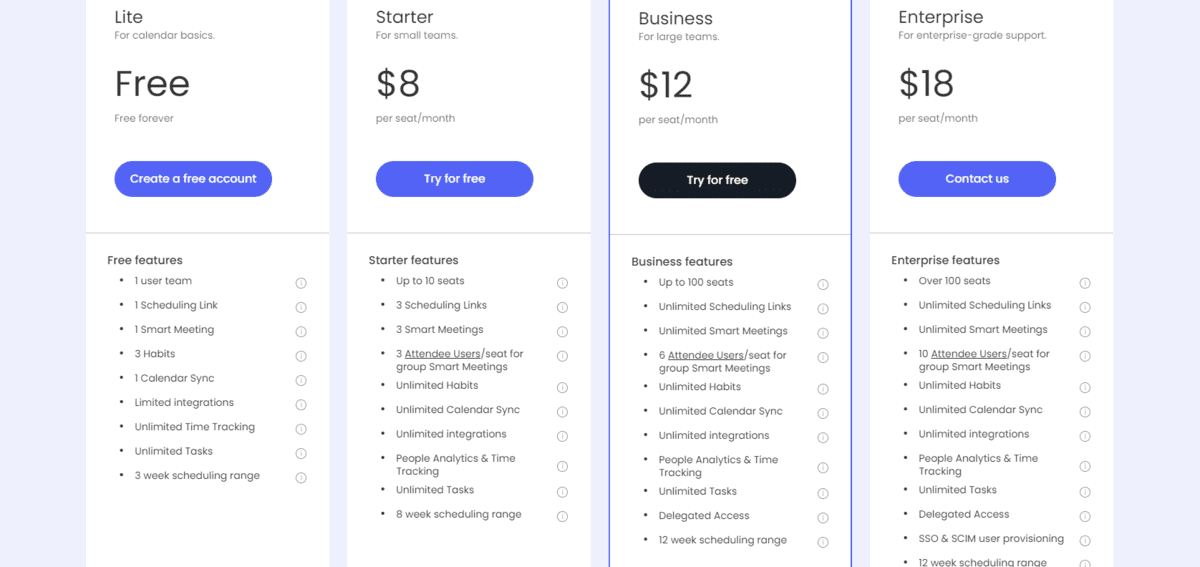 Lite
For calendar basics.
Free
Free forever
Create a free account
Free features
• 1 user team
• 1 Scheduling Link
• 1 Smart Meeting
• 3 Habits
• 1 Calendar Sync
• Limited integrations
• Unlimited Time Tracking
• Unlimited Tasks
• 3 week scheduling range
Starter
For small teams.
$8
per seat/month
Try for free
Starter features
• Up to 10 seats
• 3 Scheduling Links
• 3 Smart Meetings
• 3 Attendee Users/seat for
group Smart Meetings
• Unlimited Habits
• Unlimited Calendar Sync
• Unlimited integrations
• People Analytics & Time
Tracking
• Unlimited Tasks
• 8 week scheduling range
Business
For large teams.
$12
per seat/month
Try for free
Business features
• Up to 100 seats
• Unlimited Scheduling Links
• Unlimited Smart Meetings
• 6 Attendee Users/seat for
group Smart Meetings
• Unlimited Habits
• Unlimited Calendar Sync
• Unlimited integrations
• People Analytics & Time
Tracking
• Unlimited Tasks
• Delegated Access
• 12 week scheduling range
Enterprise
For enterprise-grade support.
$18
per seat/month
Contact us
Enterprise features
• Over 100 seats
• Unlimited Scheduling Links
• Unlimited Smart Meetings
• 10 Attendee Users/seat for
group Smart Meetings
• Unlimited Habits
• Unlimited Calendar Sync
• Unlimited integrations
• People Analytics & Time
Tracking
• Unlimited Tasks
• Delegated Access
• SSO & SCIM user provisioning
• 12 week scheduling range